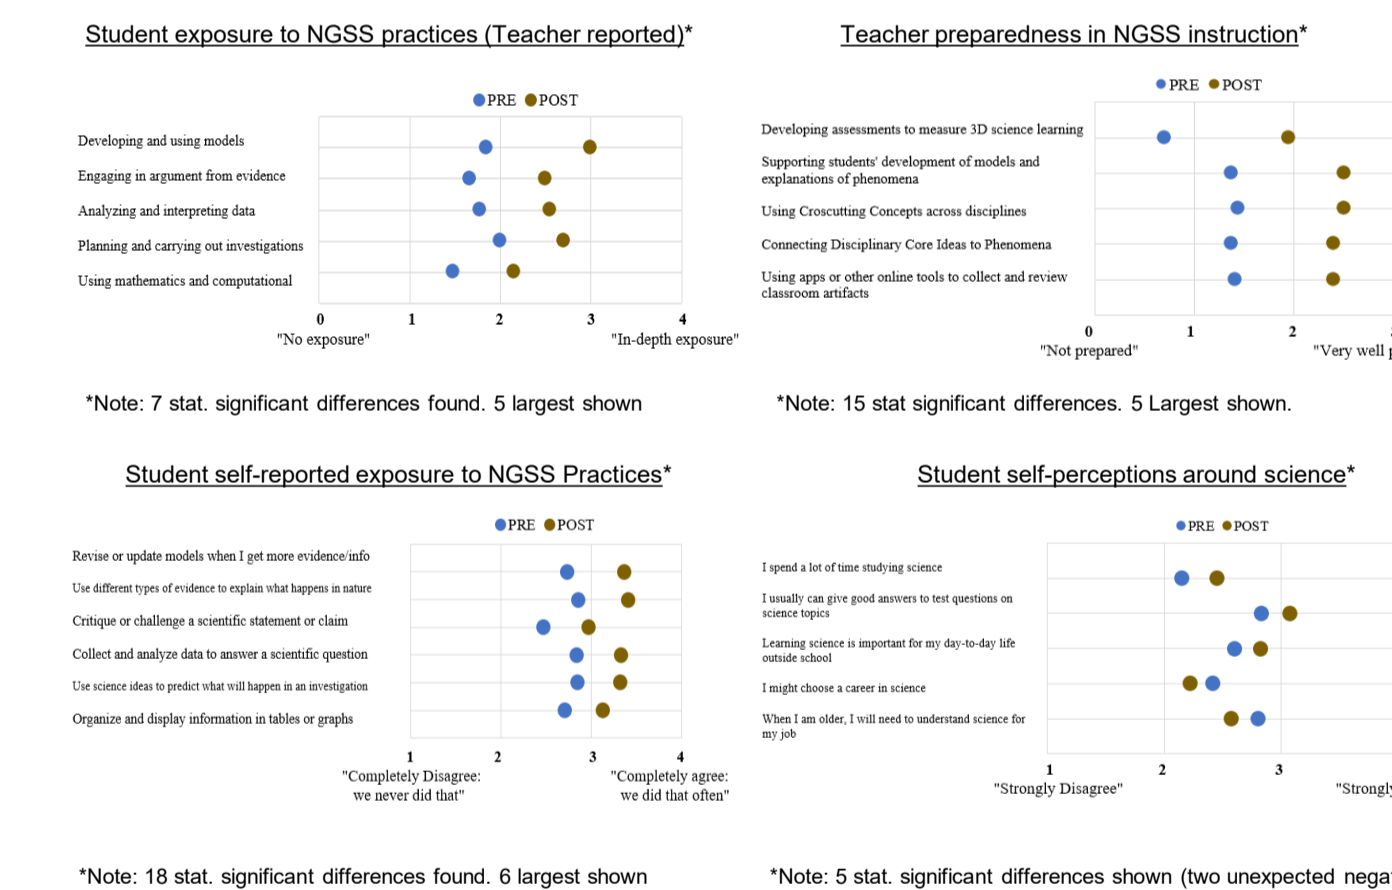 Student exposure to NGSS practices (Teacher reported)*
PRE POST
Developing and using models
Engaging in argument from evidence
Analyzing and interpreting data
Planning and carrying out investigations
Using mathematics and computational
0 1 2 3 4
"No exposure" "In-depth exposure"
*Note: 7 stat. significant differences found. 5 largest shown
Teacher preparedness in NGSS instruction*
PRE POST
Developing assessments to measure 3D science learning
Supporting students' development of models and
explanations of phenomena
Using Croscutting Concepts across disciplines
Connecting Disciplinary Core Ideas to Phenomena
Using apps or other online tools to collect and review
classroom artifacts
0 1 2
"Not prepared" "Very well
*Note: 15 stat significant differences. 5 Largest shown.
Student self-reported exposure to NGSS Practices*
PRE POST
Revise or update models when I get more evidence/info
Use different types of evidence to explain what happens in nature
Critique or challenge a scientific statement or claim
Collect and analyze data to answer a scientific question
Use science ideas to predict what will happen in an investigation
Organize and display information in tables or graphs
1 2 3 4
"Completely Disagree: "Completely agree:
we never did that" we did that often"
*Note: 18 stat. significant differences found. 6 largest shown
Student self-perceptions around science*
PRE POST
I spend a lot of time studying science
I usually can give good answers to test questions on
science topics
Learning science is important for my day-to-day life
outside school
I might choose a career in science
When I am older, I will need to understand science for
my job
1 2 3
"Strongly Disagree" "Strongly
*Note: 5 stat. significant differences shown (two unexpected